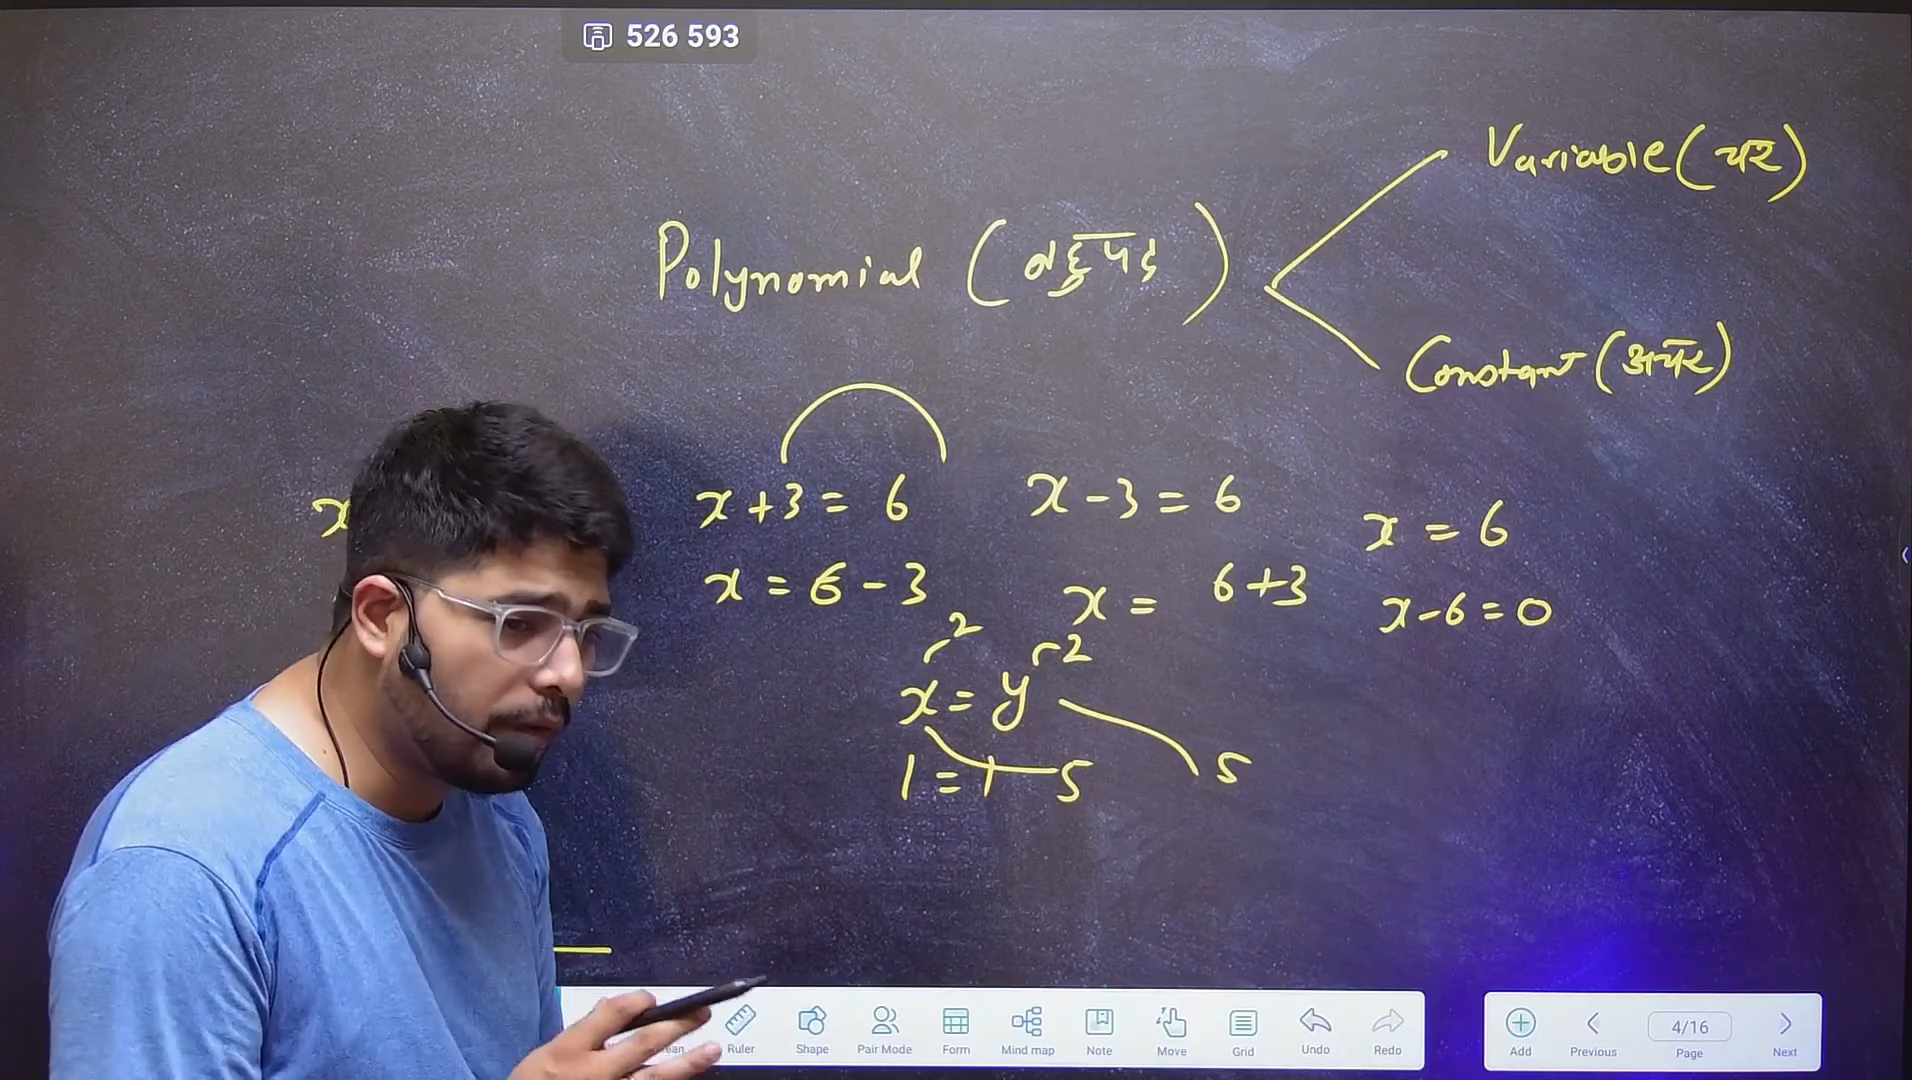 526 593
Variable (चर)
Polynomial (बहुपद)
Constant (अचर)
x
x + 3 = 6
x - 3 = 6
x = 6
x = 6 - 3
x = 6 + 3
x - 6 = 0
r² r²
x = y
1 = 1 5 5
Ruler Shape Pair Mode Form Mind map Note Move Grid Undo Redo
Add Previous 4/16 Page Next